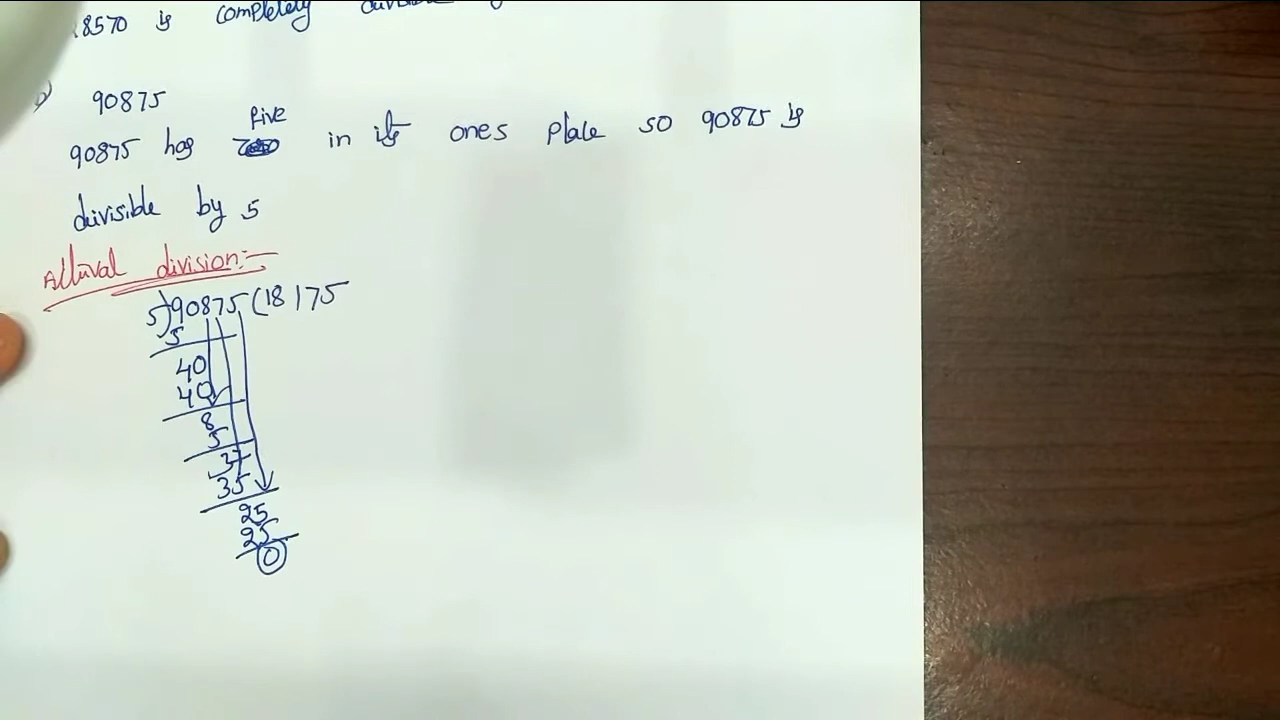 28570 is completely
90875
five
90875 has in its ones place so 90875 is
divisible by 5
Actual division:-
5)90875(18175
5
40
40
8
5
37
35
25
25
0